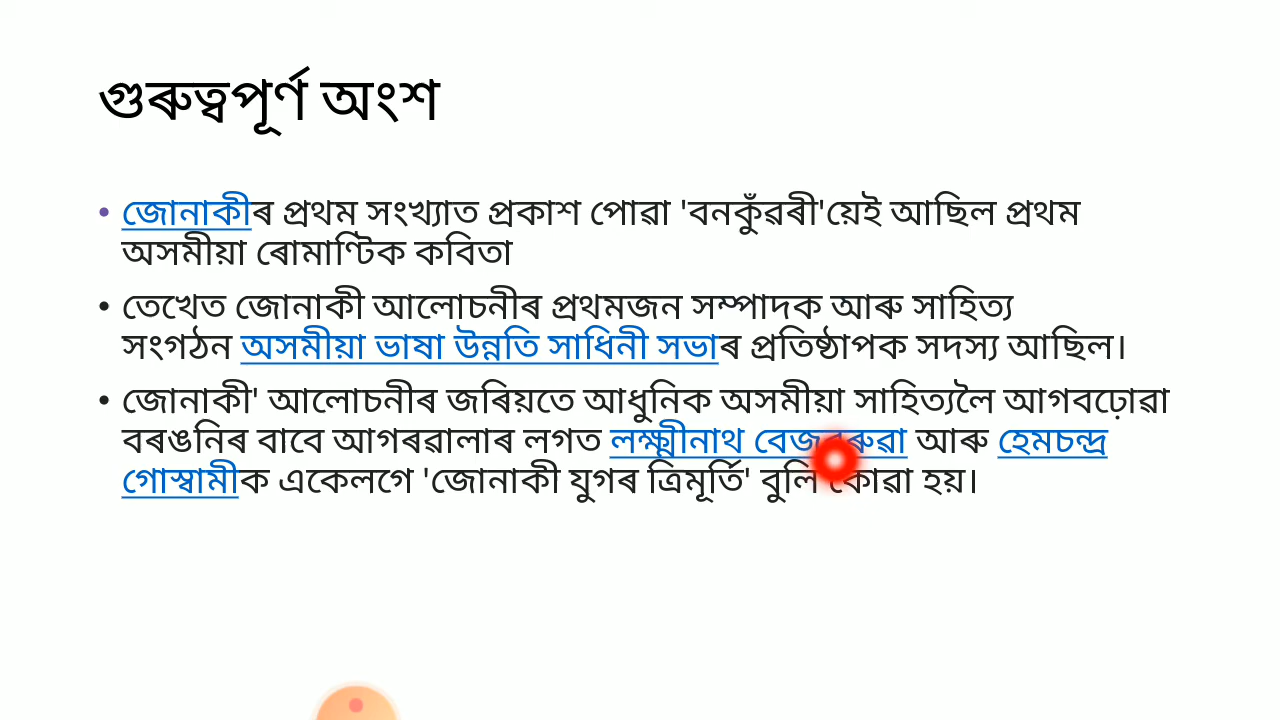 গুৰুত্বপূৰ্ণ অংশ
• জোনাকীৰ প্ৰথম সংখ্যাত প্ৰকাশ পোৱা 'বনকুঁৱৰী'য়েই আছিল প্ৰথম
অসমীয়া ৰোমাণ্টিক কবিতা
• তেখেত জোনাকী আলোচনীৰ প্ৰথমজন সম্পাদক আৰু সাহিত্য
সংগঠন অসমীয়া ভাষা উন্নতি সাধিনী সভাৰ প্ৰতিষ্ঠাপক সদস্য আছিল।
• জোনাকী' আলোচনীৰ জৰিয়তে আধুনিক অসমীয়া সাহিত্যলৈ আগবঢ়োৱা
বৰঙনিৰ বাবে আগৰৱালাৰ লগত লক্ষ্মীনাথ বেজবৰুৱা আৰু হেমচন্দ্ৰ
গোস্বামীক একেলগে 'জোনাকী যুগৰ ত্ৰিমূৰ্তি' বুলি কোৱা হয়।